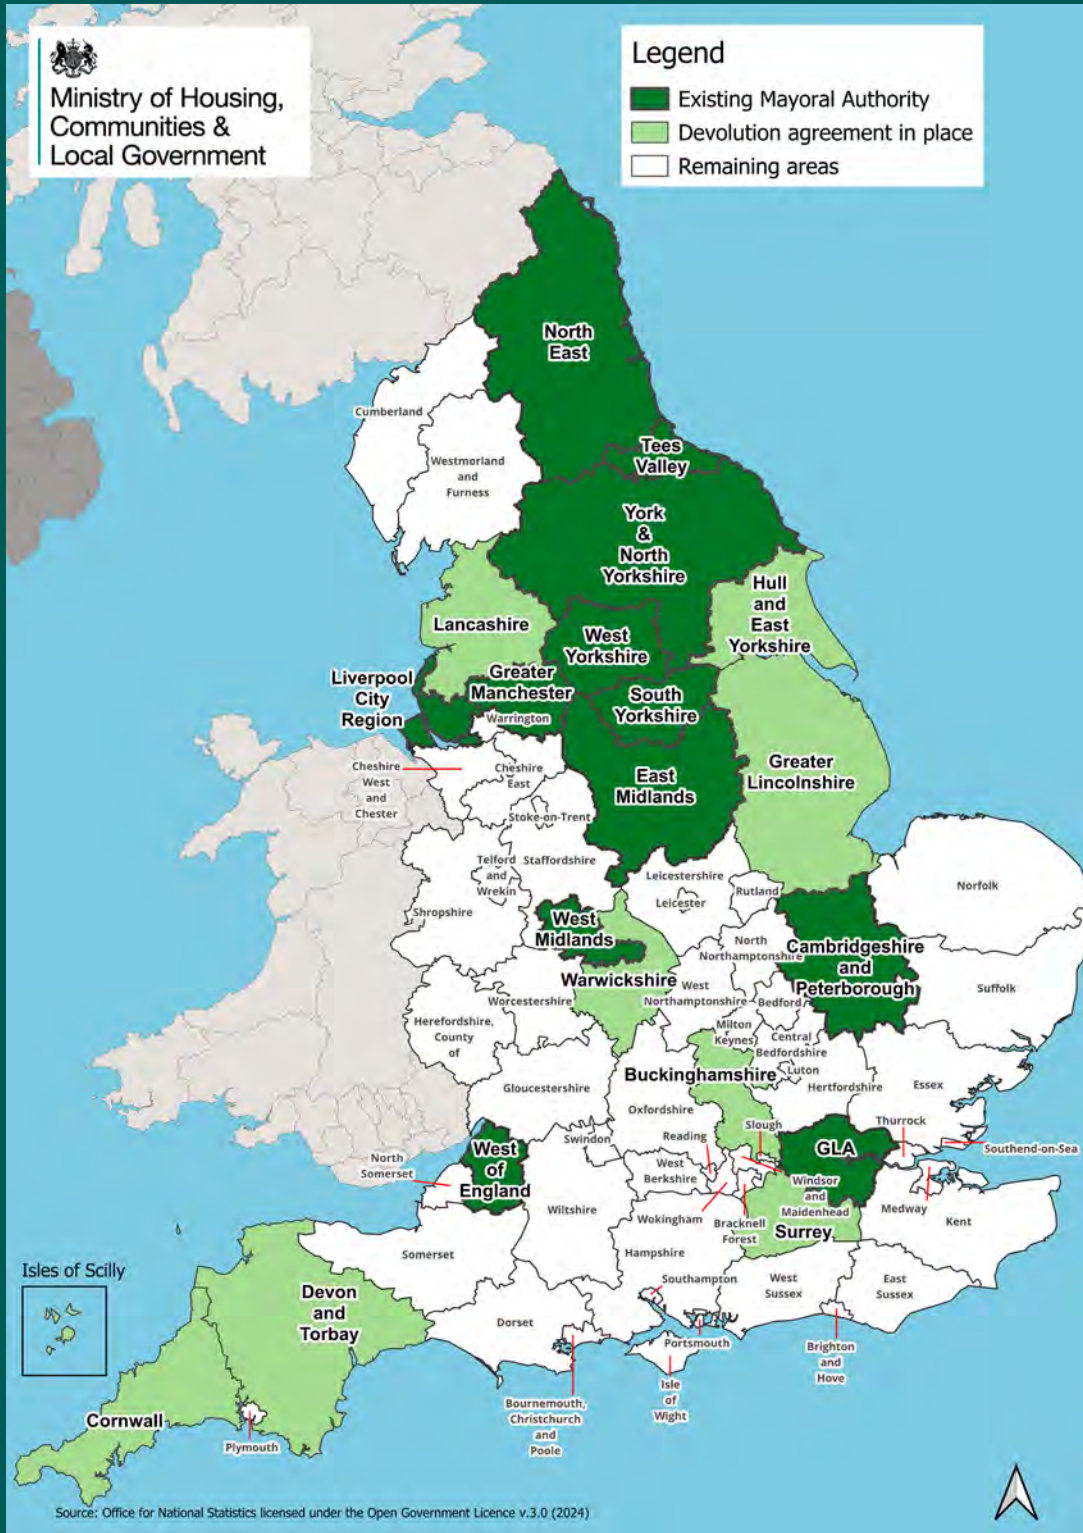 Ministry of Housing,
Communities &
Local Government
Legend
Existing Mayoral Authority
Devolution agreement in place
Remaining areas
North
East
Cumberland
Westmorland
and
Furness
Tees
Valley
York
&
North
Yorkshire
Hull
and
East
Yorkshire
Lancashire
West
Yorkshire
Liverpool
City
Region
Greater
Manchester
South
Yorkshire
Warrington
Cheshire
West
and
Chester
Cheshire
East
East
Midlands
Greater
Lincolnshire
Stoke-on-Trent
Telford
and
Wrekin
Staffordshire
Leicestershire
Leicester
Rutland
Norfolk
Shropshire
West
Midlands
North
Northamptonshire
Cambridgeshire
and
Peterborough
Warwickshire
West
Northamptonshire
Bedford
Suffolk
Worcestershire
Herefordshire,
County
of
Milton
Keynes
Central
Bedfordshire
Luton
Buckinghamshire
Hertfordshire
Essex
Gloucestershire
Oxfordshire
Thurrock
Slough
Reading
Swindon
GLA
Southend-on-Sea
West
of
England
North
Somerset
West
Berkshire
Windsor
and
Maidenhead
Medway
Kent
Wiltshire
Wokingham
Bracknell
Forest
Surrey
Somerset
Hampshire
Isles of Scilly
Devon
and
Torbay
Southampton
West
Sussex
East
Sussex
Dorset
Portsmouth
Brighton
and
Hove
Isle
of
Wight
Bournemouth,
Christchurch
and
Poole
Cornwall
Plymouth
Source: Office for National Statistics licensed under the Open Government Licence v.3.0 (2024)